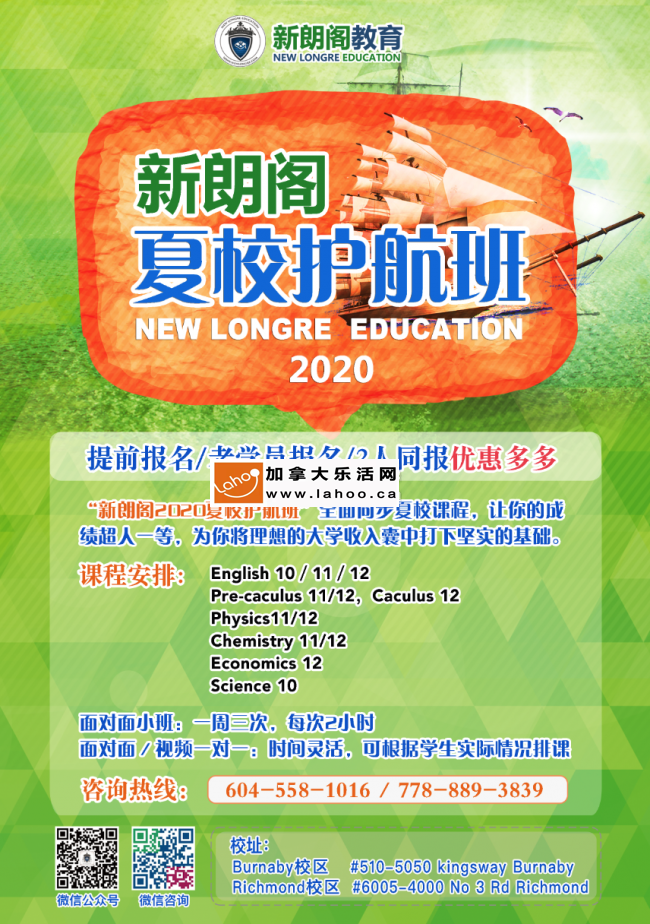 新朗阁教育
NEW LONGRE EDUCATION
新朗阁
夏校护航班
NEW LONGRE EDUCATION
2020
提前报名/老学员报名/2人同报优惠多多
Lahoo
加拿大乐活网
www.lahoo.ca
“新朗阁2020夏校护航班”全面同步夏校课程，让你的成
绩超人一等，为你将理想的大学收入囊中打下坚实的基础。
课程安排：
English 10 / 11 / 12
Pre-caculus 11/12，Caculus 12
Physics11/12
Chemistry 11/12
Economics 12
Science 10
面对面小班：一周三次，每次2小时
面对面 / 视频一对一：时间灵活，可根据学生实际情况排课
咨询热线：
604-558-1016 / 778-889-3839
微信公众号
微信咨询
校址：
Burnaby校区 #510-5050 kingsway Burnaby
Richmond校区 #6005-4000 No 3 Rd Richmond